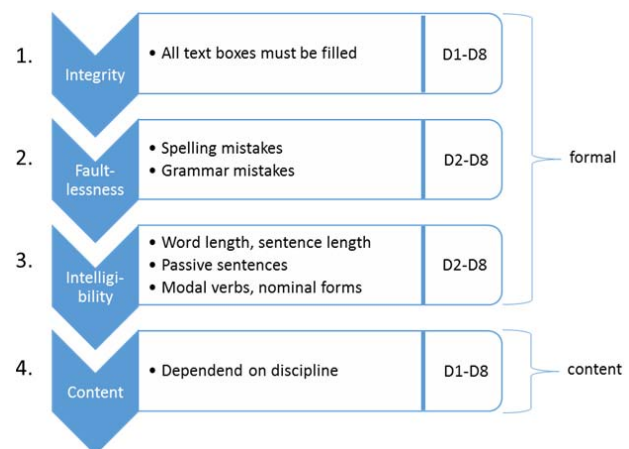 1.
Integrity
• All text boxes must be filled
D1-D8
2.
Fault-
lessness
• Spelling mistakes
• Grammar mistakes
D2-D8
formal
3.
Intelligi-
bility
• Word length, sentence length
• Passive sentences
• Modal verbs, nominal forms
D2-D8
4.
Content
• Dependend on discipline
D1-D8
content